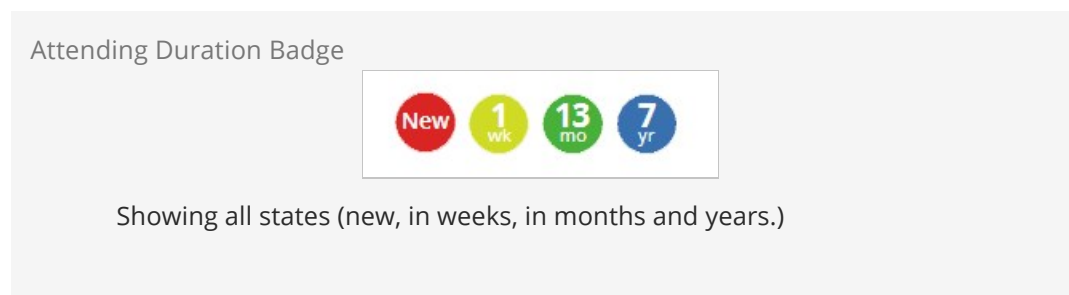 Attending Duration Badge
New 1 13 7
wk mo yr
Showing all states (new, in weeks, in months and years.)